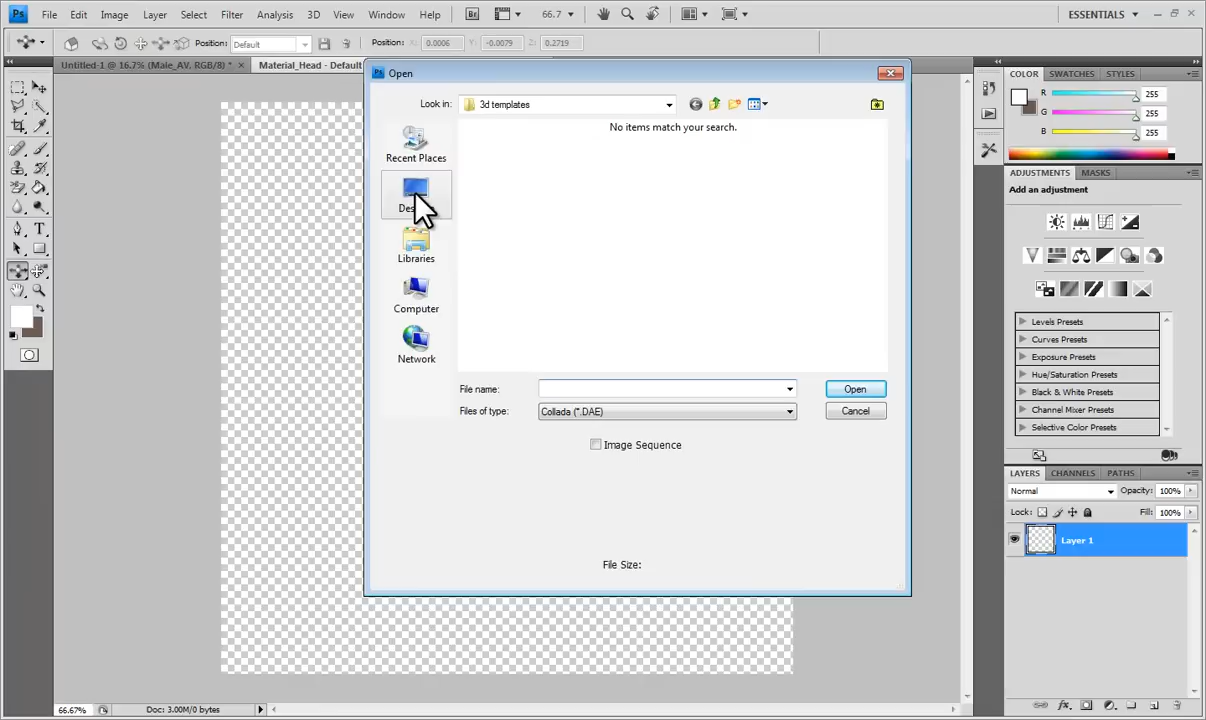 Ps File Edit Image Layer Select Filter Analysis 3D View Window Help Br 66.7 ESSENTIALS
Position: Default Position: X: 0.0006 Y: -0.0079 Z: 0.2719
Untitled-1 @ 16.7% (Male_AV, RGB/8) * Material_Head - Default
Open
Look in: 3d templates
No items match your search.
Recent Places
Libraries
Computer
Network
File name: Open
Files of type: Collada (*.DAE) Cancel
Image Sequence
File Size:
COLOR SWATCHES STYLES
R 255
G 255
B 255
ADJUSTMENTS MASKS
Add an adjustment
Levels Presets
Curves Presets
Exposure Presets
Hue/Saturation Presets
Black & White Presets
Channel Mixer Presets
Selective Color Presets
LAYERS CHANNELS PATHS
Normal Opacity: 100%
Lock: Fill: 100%
Layer 1
66.67% Doc: 3.00M/0 bytes